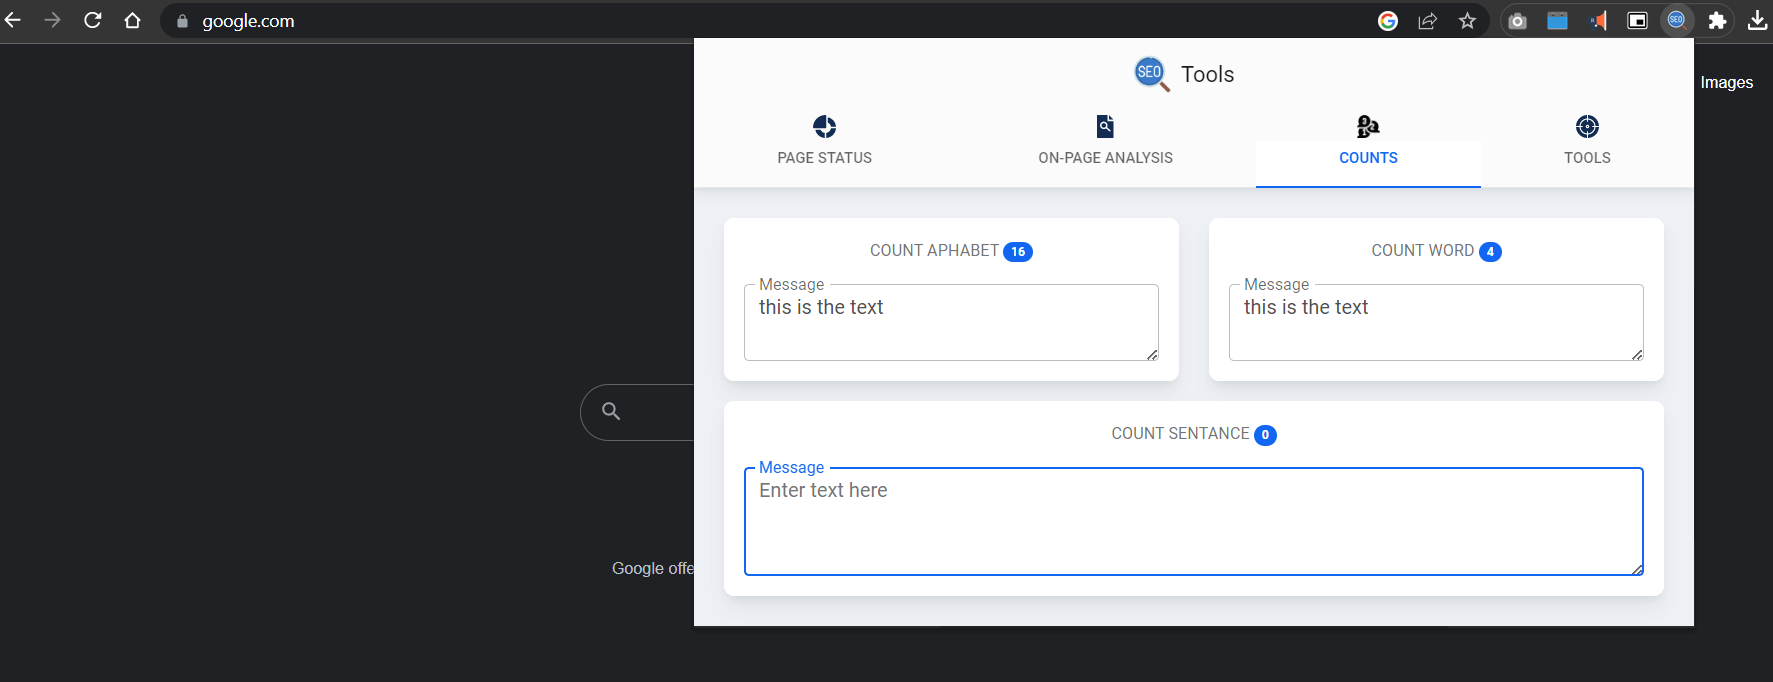 google.com
SEO Tools
Images
PAGE STATUS
ON-PAGE ANALYSIS
COUNTS
TOOLS
COUNT APHABET 16
Message
this is the text
COUNT WORD 4
Message
this is the text
COUNT SENTANCE 0
Message
Enter text here
Google offe